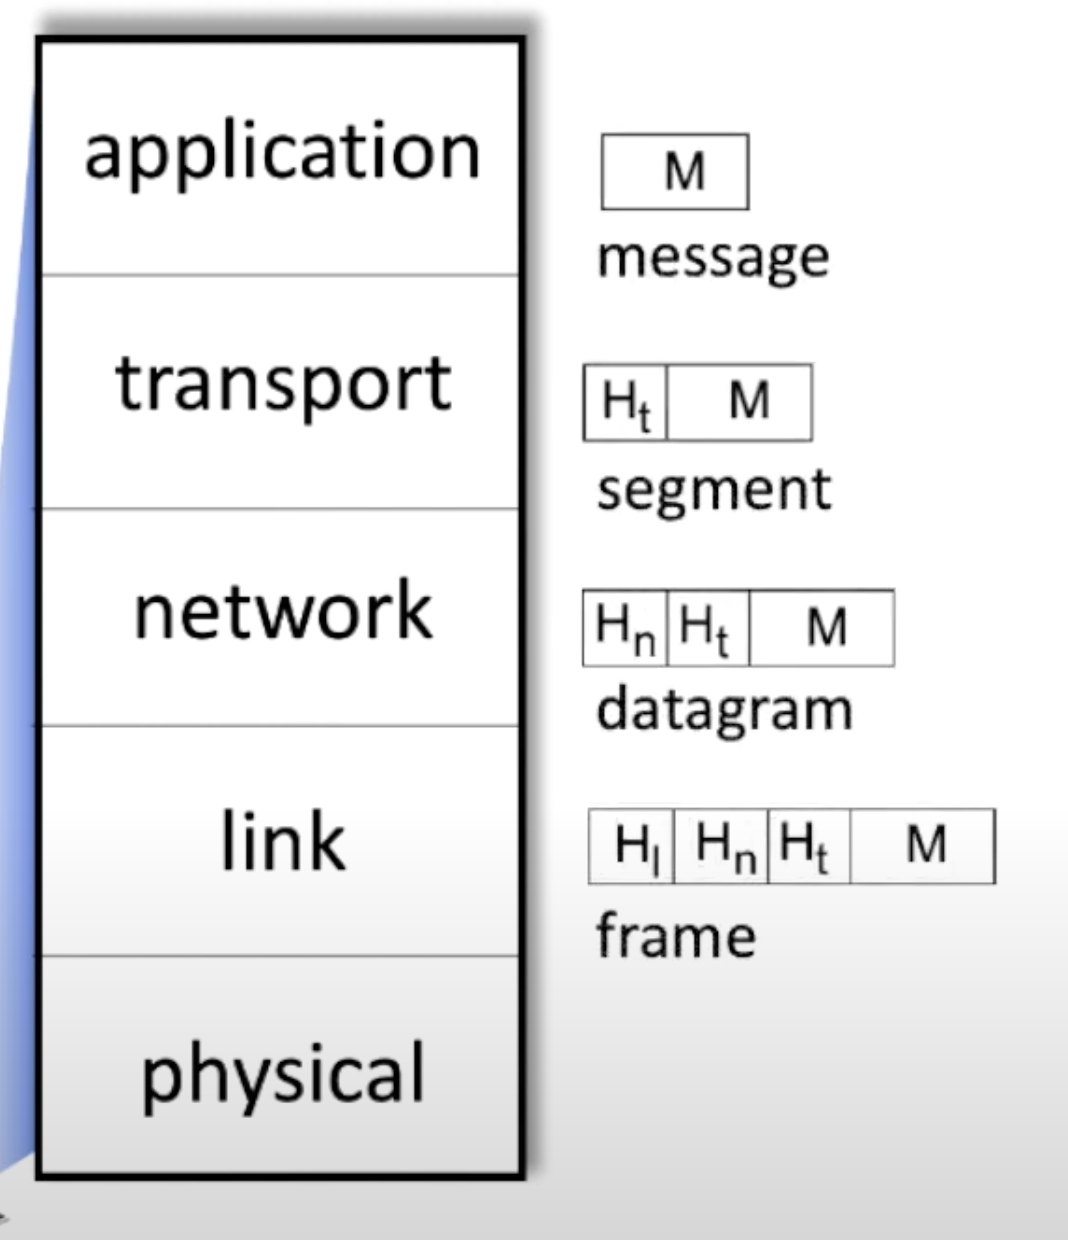 application
M
message
transport
Ht M
segment
network
Hn Ht M
datagram
link
Hl Hn Ht M
frame
physical